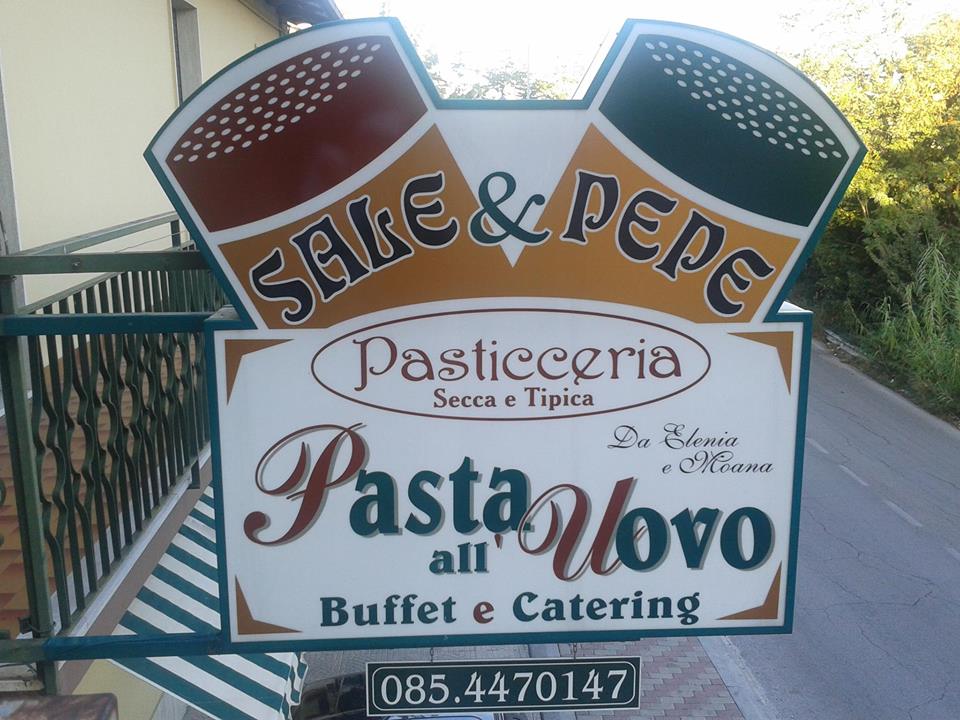 SALE & PEPE
Pasticceria
Secca e Tipica
Da Elenia
e Moana
Pasta
all' Uovo
Buffet e Catering
085.4470147